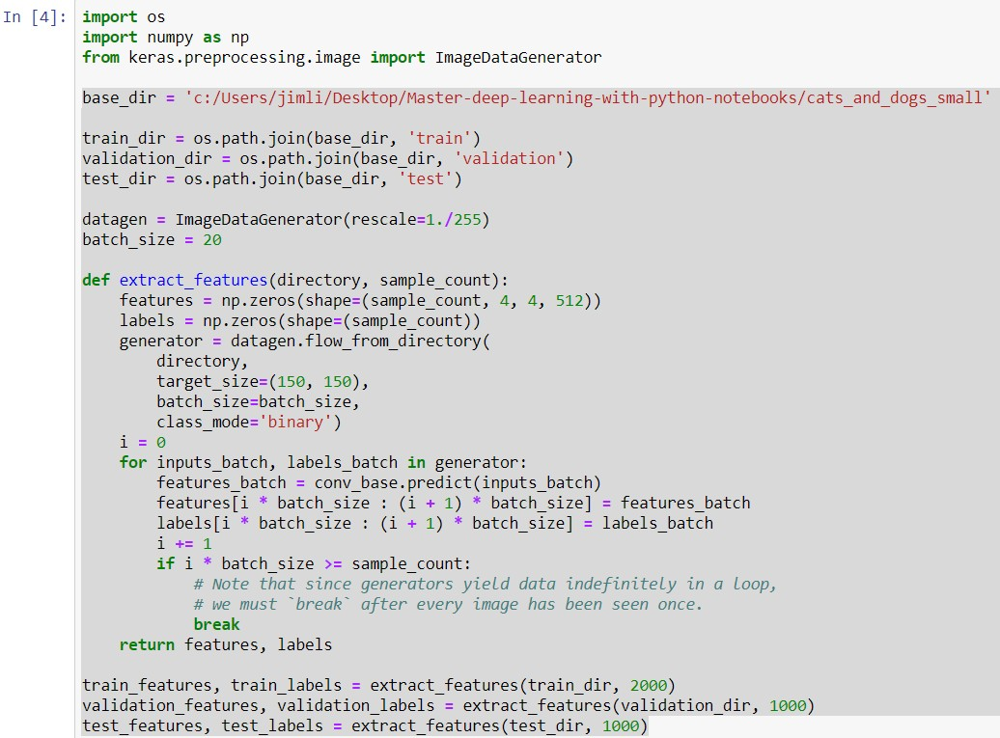 In [4]: import os
import numpy as np
from keras.preprocessing.image import ImageDataGenerator

base_dir = 'c:/Users/jimli/Desktop/Master-deep-learning-with-python-notebooks/cats_and_dogs_small'

train_dir = os.path.join(base_dir, 'train')
validation_dir = os.path.join(base_dir, 'validation')
test_dir = os.path.join(base_dir, 'test')

datagen = ImageDataGenerator(rescale=1./255)
batch_size = 20

def extract_features(directory, sample_count):
    features = np.zeros(shape=(sample_count, 4, 4, 512))
    labels = np.zeros(shape=(sample_count))
    generator = datagen.flow_from_directory(
        directory,
        target_size=(150, 150),
        batch_size=batch_size,
        class_mode='binary')
    i = 0
    for inputs_batch, labels_batch in generator:
        features_batch = conv_base.predict(inputs_batch)
        features[i * batch_size : (i + 1) * batch_size] = features_batch
        labels[i * batch_size : (i + 1) * batch_size] = labels_batch
        i += 1
        if i * batch_size >= sample_count:
            # Note that since generators yield data indefinitely in a loop,
            # we must `break` after every image has been seen once.
            break
    return features, labels

train_features, train_labels = extract_features(train_dir, 2000)
validation_features, validation_labels = extract_features(validation_dir, 1000)
test_features, test_labels = extract_features(test_dir, 1000)